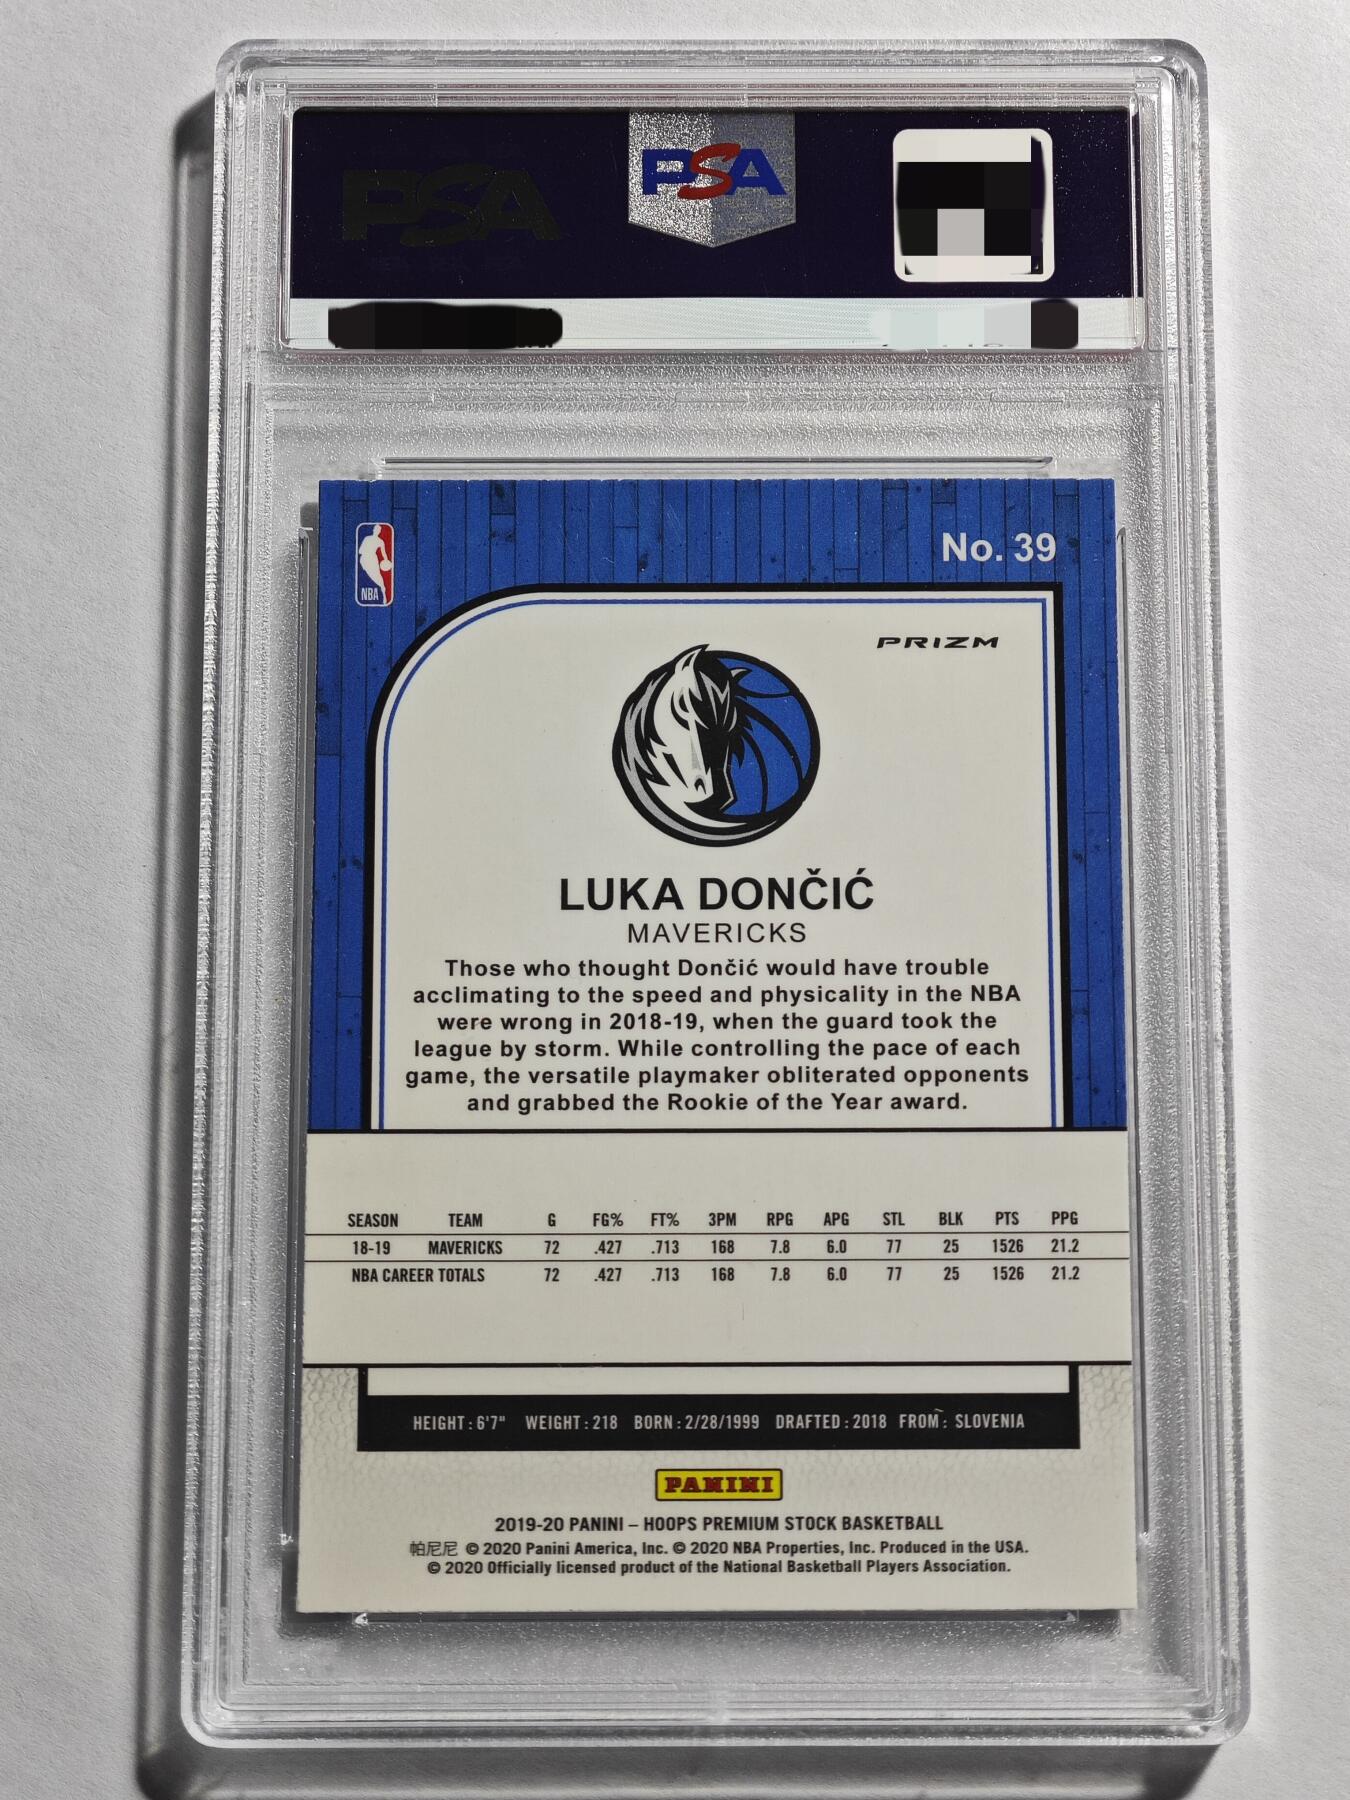 PSA
PSA
No. 39
NBA
PRIZM
LUKA DONČIĆ
MAVERICKS
Those who thought Dončić would have trouble
acclimating to the speed and physicality in the NBA
were wrong in 2018-19, when the guard took the
league by storm. While controlling the pace of each
game, the versatile playmaker obliterated opponents
and grabbed the Rookie of the Year award.
SEASON TEAM G FG% FT% 3PM RPG APG STL BLK PTS PPG
18-19 MAVERICKS 72 .427 .713 168 7.8 6.0 77 25 1526 21.2
NBA CAREER TOTALS 72 .427 .713 168 7.8 6.0 77 25 1526 21.2
HEIGHT: 6'7" WEIGHT: 218 BORN: 2/28/1999 DRAFTED: 2018 FROM: SLOVENIA
PANINI
2019-20 PANINI – HOOPS PREMIUM STOCK BASKETBALL
帕尼尼 © 2020 Panini America, Inc. © 2020 NBA Properties, Inc. Produced in the USA.
© 2020 Officially licensed product of the National Basketball Players Association.